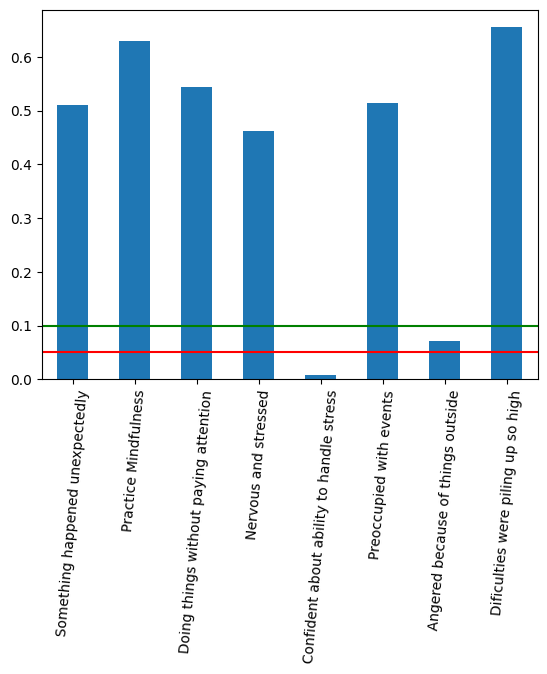 0.6
0.5
0.4
0.3
0.2
0.1
0.0
Something happened unexpectedly
Practice Mindfulness
Doing things without paying attention
Nervous and stressed
Confident about ability to handle stress
Preoccupied with events
Angered because of things outside
Dificulties were piling up so high